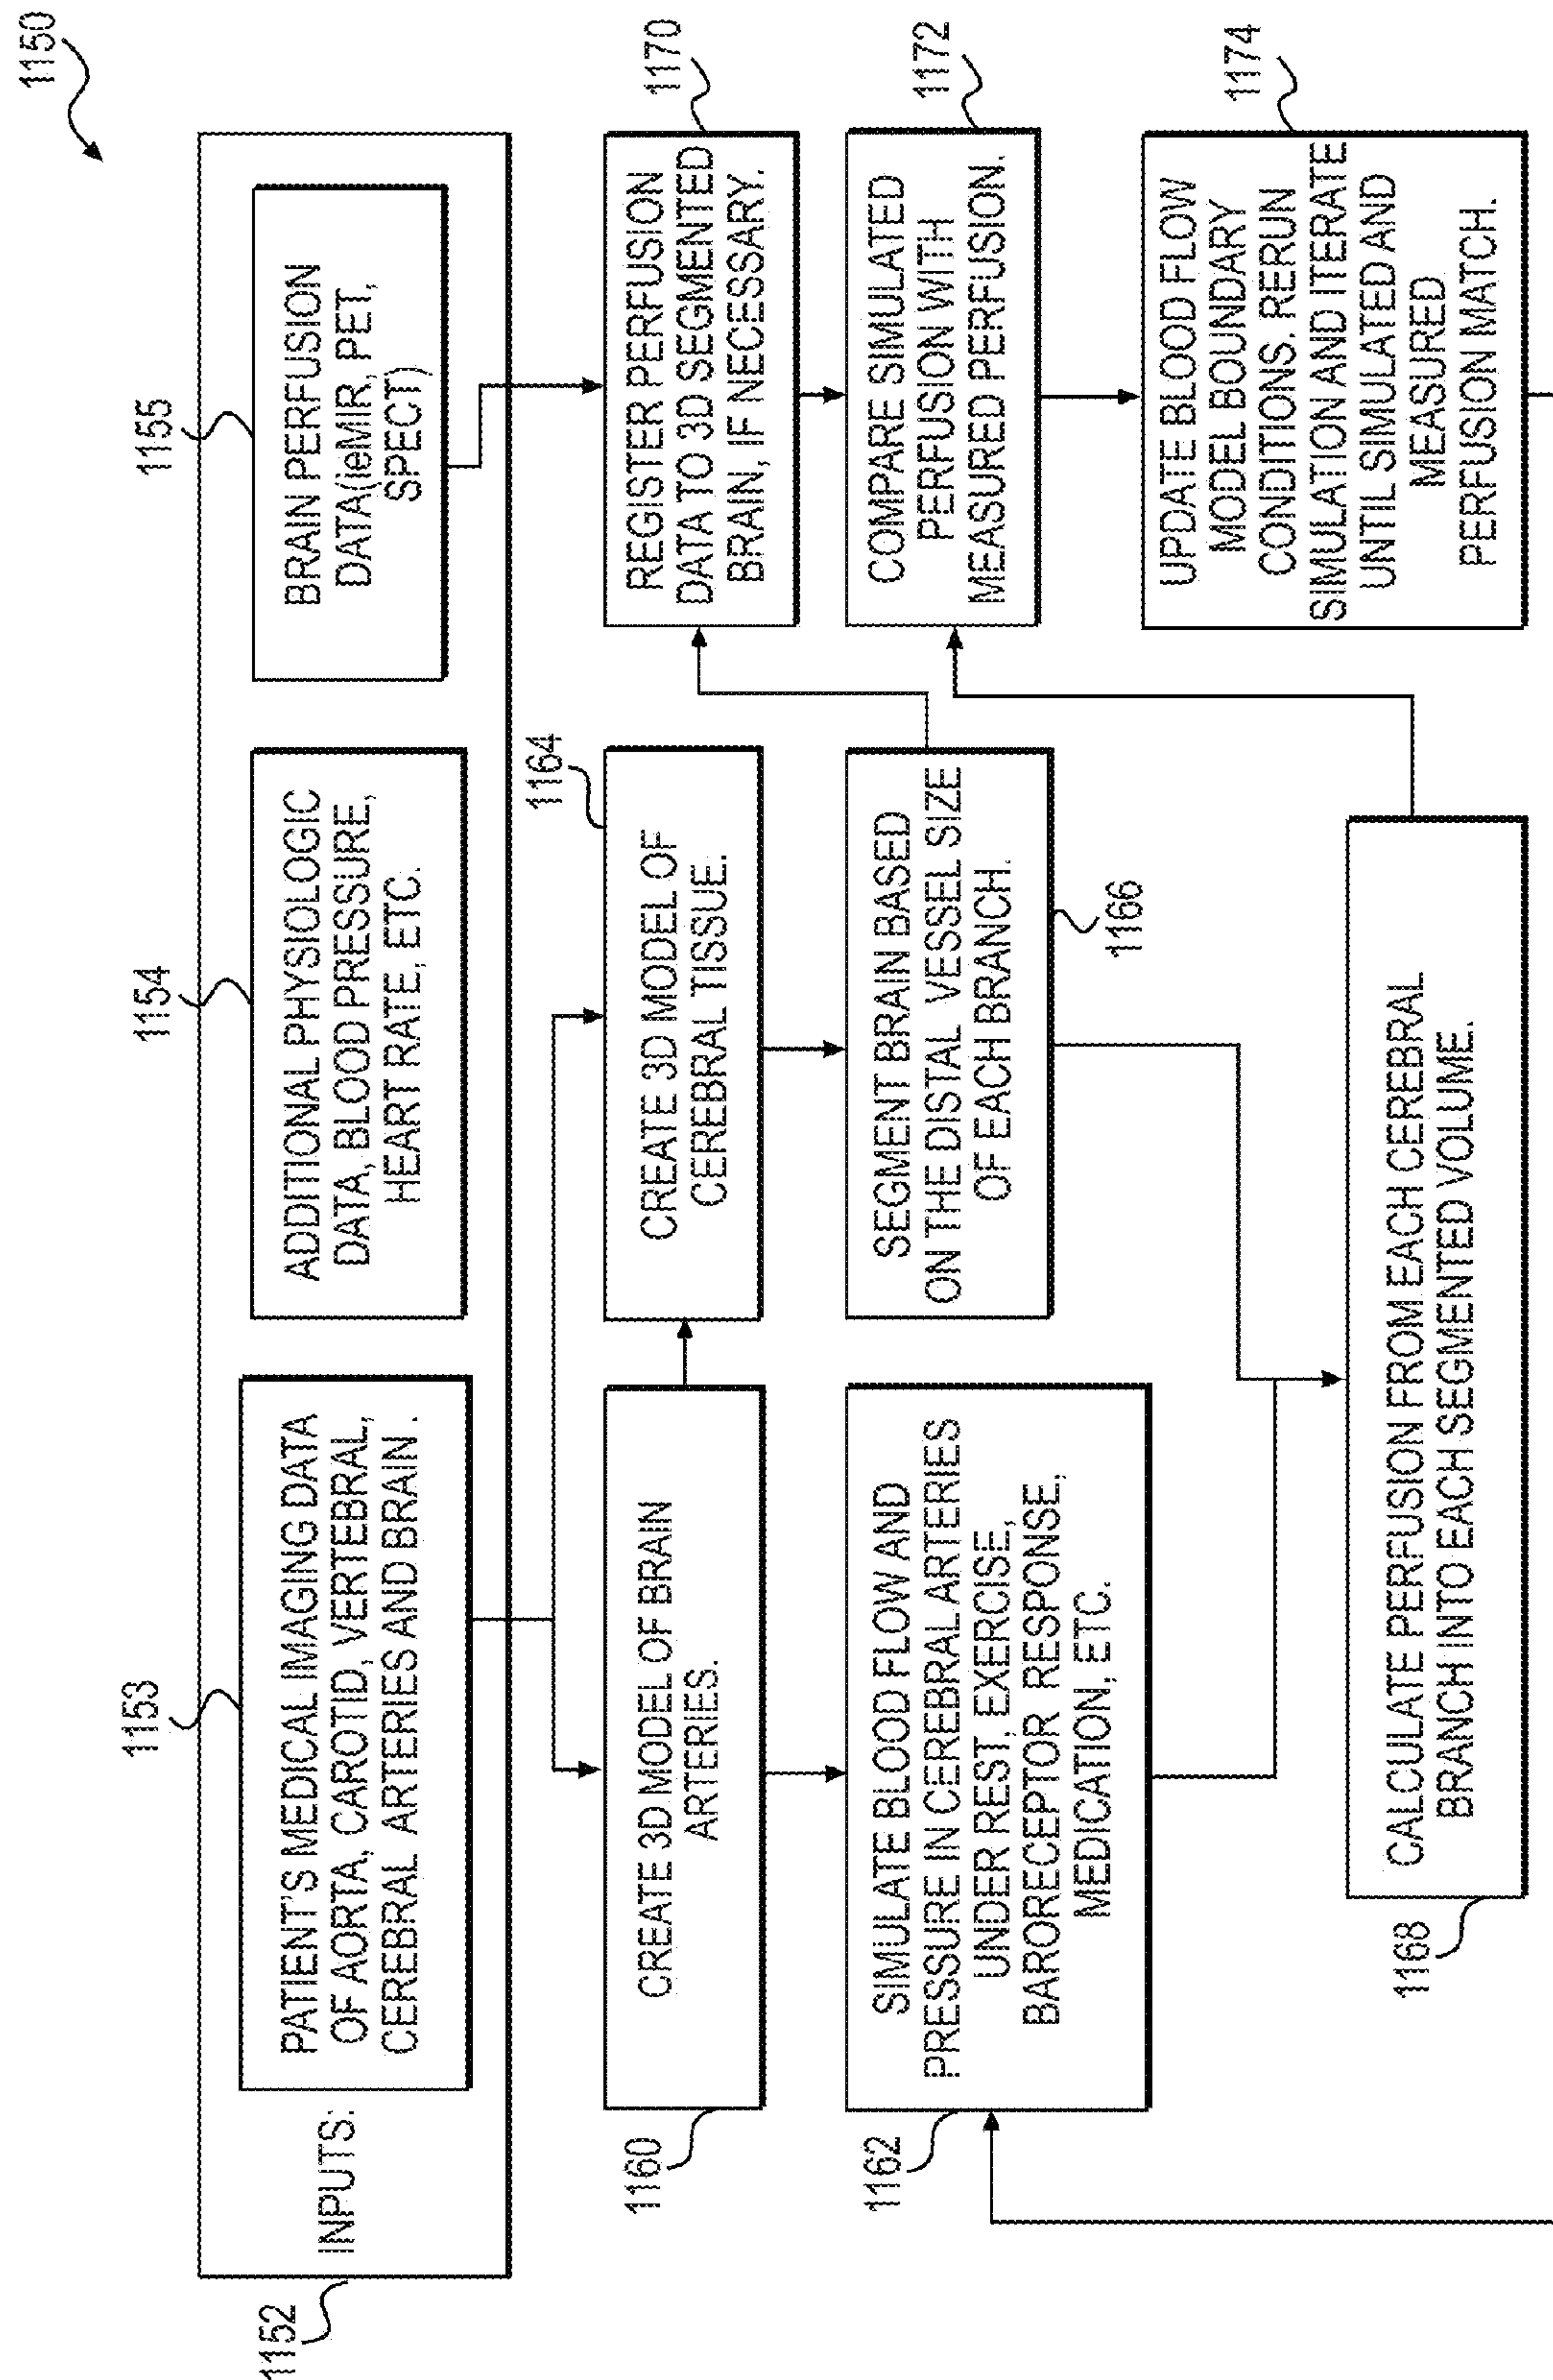 1150
1152
INPUTS:
1153
PATIENT'S MEDICAL IMAGING DATA
OF AORTA, CAROTID, VERTEBRAL,
CEREBRAL ARTERIES AND BRAIN .
1154
ADDITIONAL PHYSIOLOGIC
DATA, BLOOD PRESSURE,
HEART RATE, ETC.
1155
BRAIN PERFUSION
DATA(ieMIR, PET,
SPECT)
1160
CREATE 3D MODEL OF BRAIN
ARTERIES.
1164
CREATE 3D MODEL OF
CEREBRAL TISSUE.
1170
REGISTER PERFUSION
DATA TO 3D SEGMENTED
BRAIN, IF NECESSARY.
1162
SIMULATE BLOOD FLOW AND
PRESSURE IN CEREBRAL ARTERIES
UNDER REST, EXERCISE,
BARORECEPTOR RESPONSE,
MEDICATION, ETC.
SEGMENT BRAIN BASED
ON THE DISTAL VESSEL SIZE
OF EACH BRANCH.
1166
1172
COMPARE SIMULATED
PERFUSION WITH
MEASURED PERFUSION.
1168
CALCULATE PERFUSION FROM EACH CEREBRAL
BRANCH INTO EACH SEGMENTED VOLUME.
1174
UPDATE BLOOD FLOW
MODEL BOUNDARY
CONDITIONS. RERUN
SIMULATION AND ITERATE
UNTIL SIMULATED AND
MEASURED
PERFUSION MATCH.